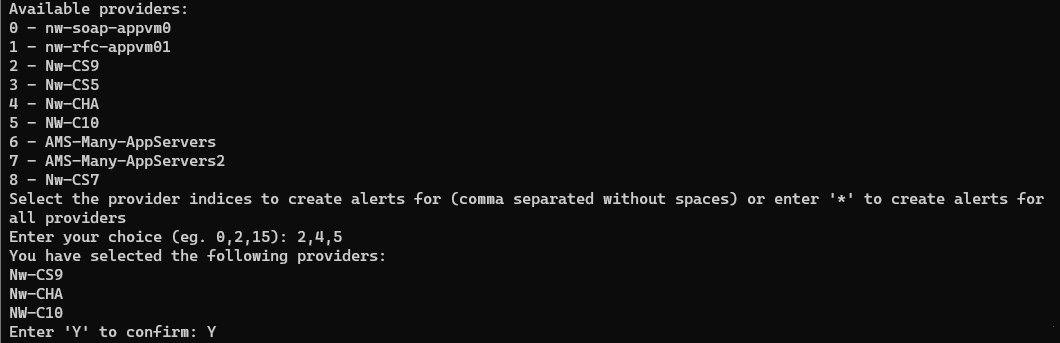 Available providers:
0 - nw-soap-appvm0
1 - nw-rfc-appvm01
2 - Nw-CS9
3 - Nw-CS5
4 - Nw-CHA
5 - NW-C10
6 - AMS-Many-AppServers
7 - AMS-Many-AppServers2
8 - Nw-CS7
Select the provider indices to create alerts for (comma separated without spaces) or enter '*' to create alerts for
all providers
Enter your choice (eg. 0,2,15): 2,4,5
You have selected the following providers:
Nw-CS9
Nw-CHA
NW-C10
Enter 'Y' to confirm: Y